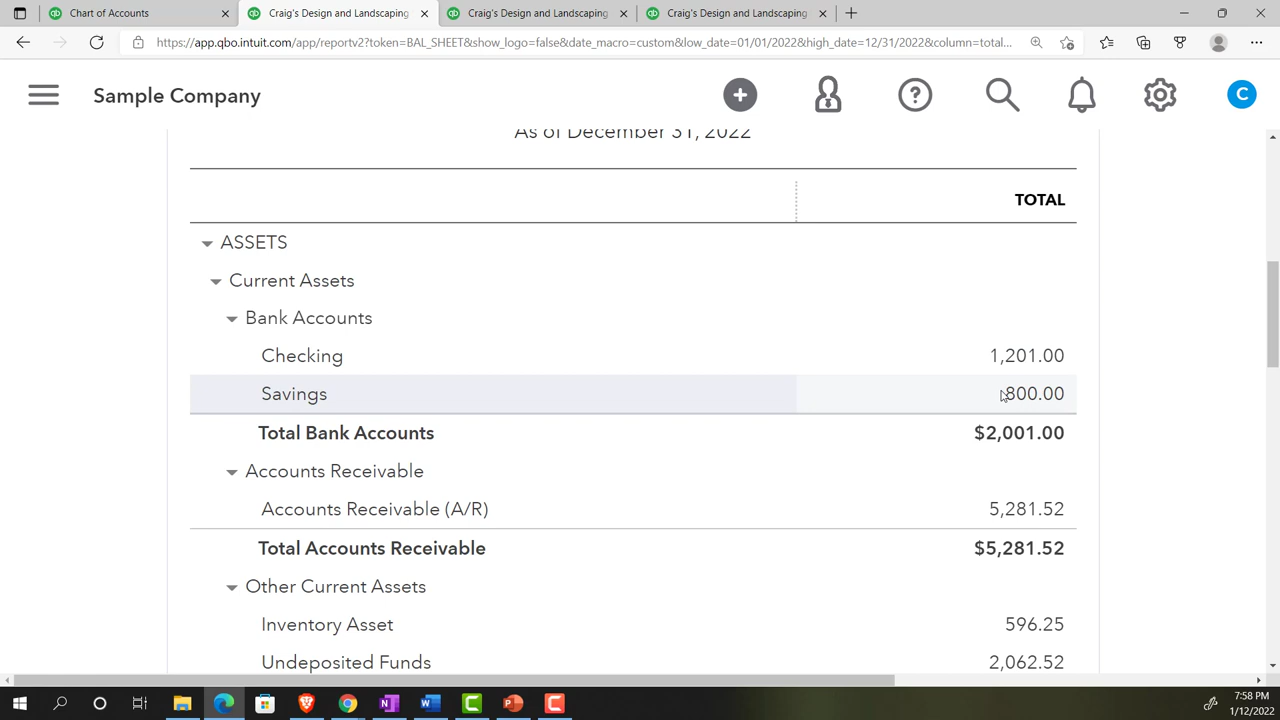 Chart of Accounts
Craig's Design and Landscaping
Craig's Design and Landscaping
Craig's Design and Landscaping
https://app.qbo.intuit.com/app/reportv2?token=BAL_SHEET&show_logo=false&date_macro=custom&low_date=01/01/2022&high_date=12/31/2022&column=total...
Sample Company
C
As of December 31, 2022
TOTAL
ASSETS
Current Assets
Bank Accounts
Checking 1,201.00
Savings 800.00
Total Bank Accounts $2,001.00
Accounts Receivable
Accounts Receivable (A/R) 5,281.52
Total Accounts Receivable $5,281.52
Other Current Assets
Inventory Asset 596.25
Undeposited Funds 2,062.52
7:58 PM
1/12/2022